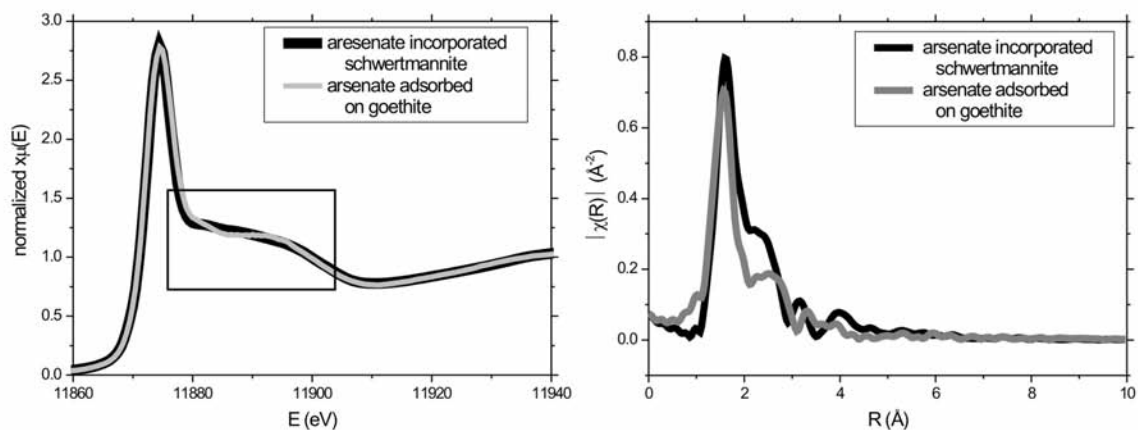 3.0
2.5
2.0
1.5
1.0
0.5
0.0
normalized xμ(E)
aresenate incorporated
schwertmannite
arsenate adsorbed
on goethite
11860
11880
11900
11920
11940
E (eV)
0.8
0.6
0.4
0.2
0.0
|χ(R)| (Å⁻²)
arsenate incorporated
schwertmannite
arsenate adsorbed
on goethite
0
2
4
6
8
10
R (Å)